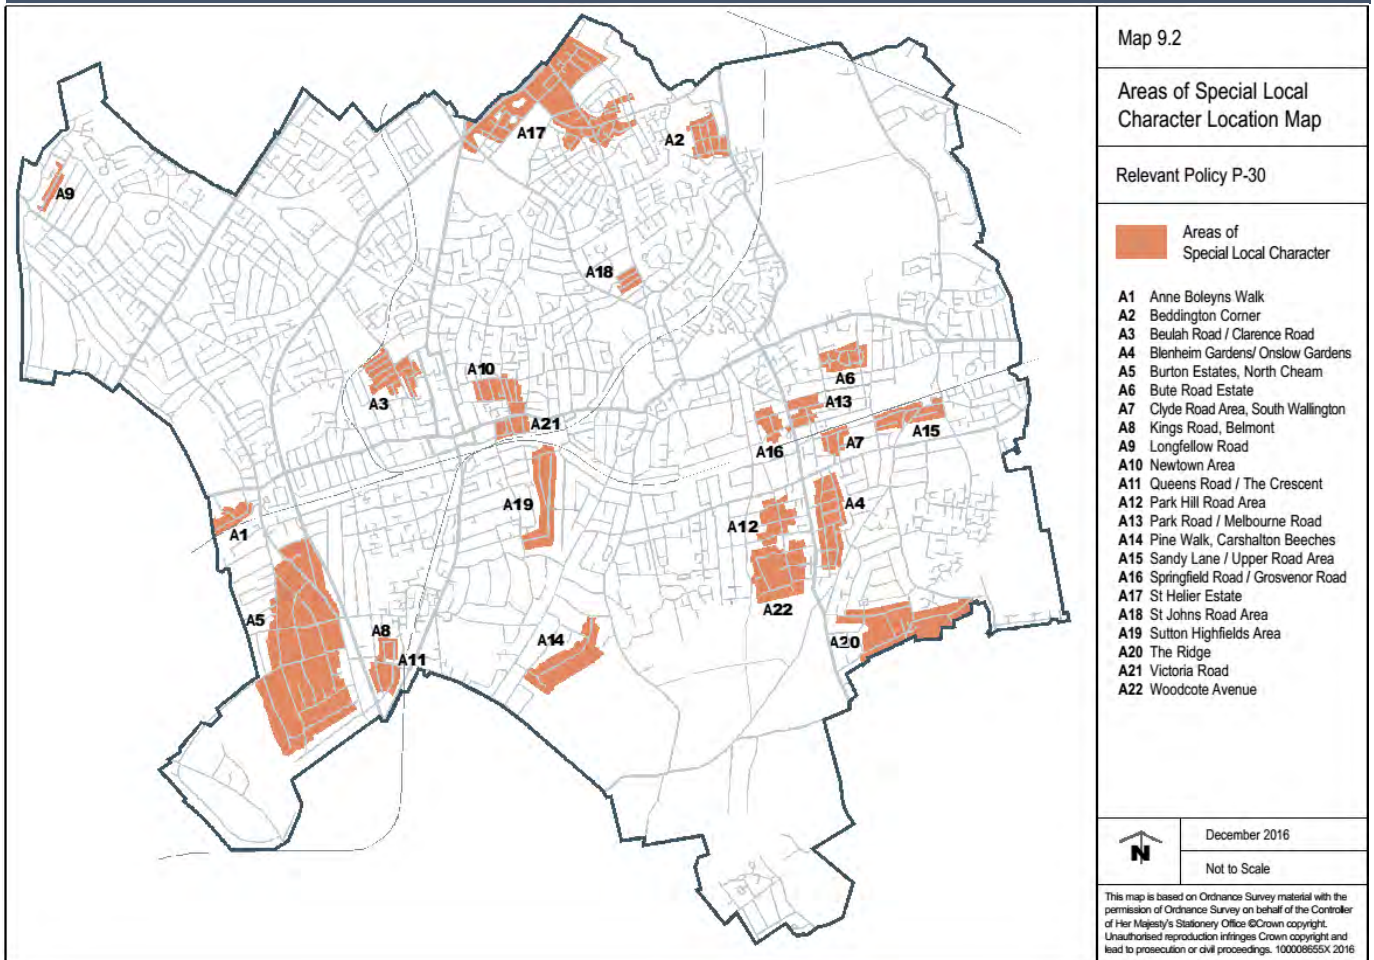 Map 9.2
Areas of Special Local
Character Location Map
Relevant Policy P-30
Areas of
Special Local Character
A1 Anne Boleyns Walk
A2 Beddington Corner
A3 Beulah Road / Clarence Road
A4 Blenheim Gardens/ Onslow Gardens
A5 Burton Estates, North Cheam
A6 Bute Road Estate
A7 Clyde Road Area, South Wallington
A8 Kings Road, Belmont
A9 Longfellow Road
A10 Newtown Area
A11 Queens Road / The Crescent
A12 Park Hill Road Area
A13 Park Road / Melbourne Road
A14 Pine Walk, Carshalton Beeches
A15 Sandy Lane / Upper Road Area
A16 Springfield Road / Grosvenor Road
A17 St Helier Estate
A18 St Johns Road Area
A19 Sutton Highfields Area
A20 The Ridge
A21 Victoria Road
A22 Woodcote Avenue
N
December 2016
Not to Scale
This map is based on Ordnance Survey material with the
permission of Ordnance Survey on behalf of the Controller
of Her Majesty's Stationery Office ©Crown copyright.
Unauthorised reproduction infringes Crown copyright and
lead to prosecution or civil proceedings. 100008655X 2016
A17
A2
A9
A18
A10
A3
A6
A13
A21
A7
A15
A16
A19
A4
A12
A1
A22
A5
A8
A14
A20
A11